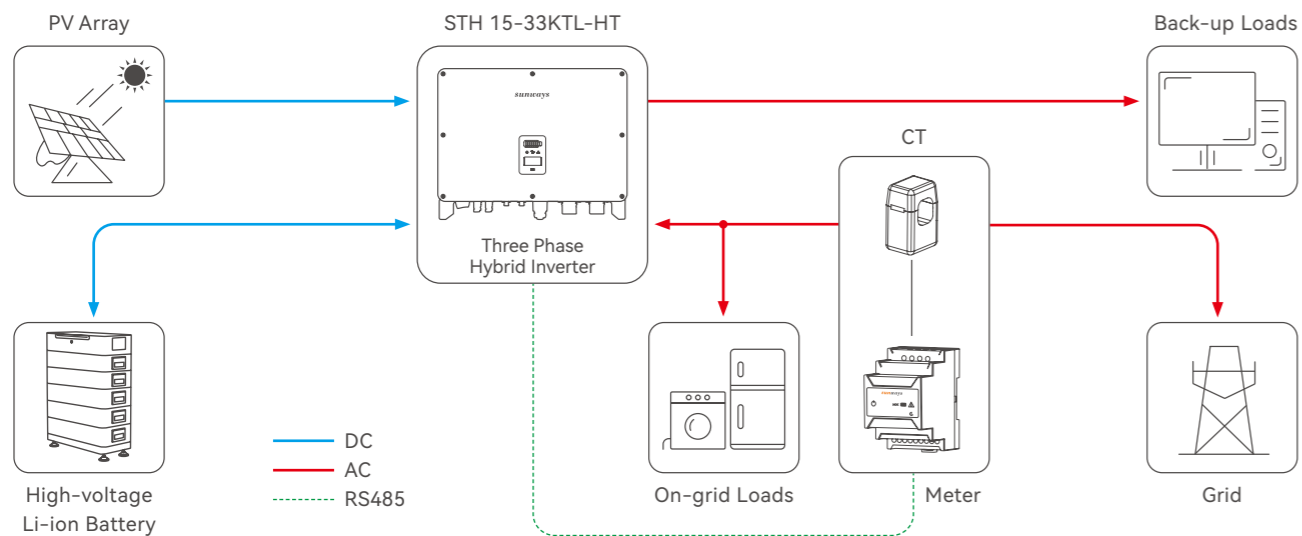 PV Array
STH 15-33KTL-HT
Back-up Loads
sunways
CT
Three Phase
Hybrid Inverter
sunways
DC
AC
RS485
High-voltage
Li-ion Battery
On-grid Loads
Meter
Grid